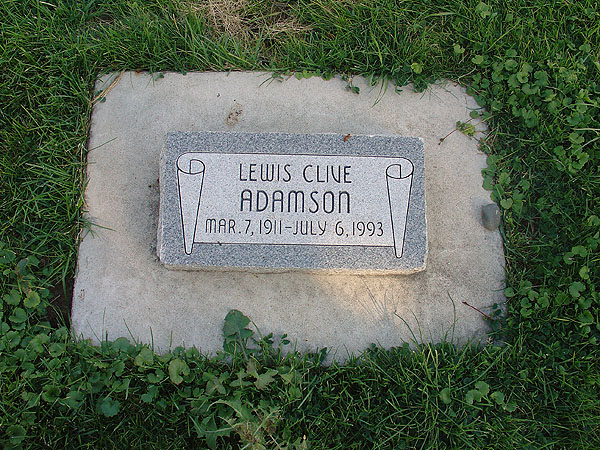 LEWIS CLIVE
ADAMSON
MAR. 7, 1911-JULY 6, 1993